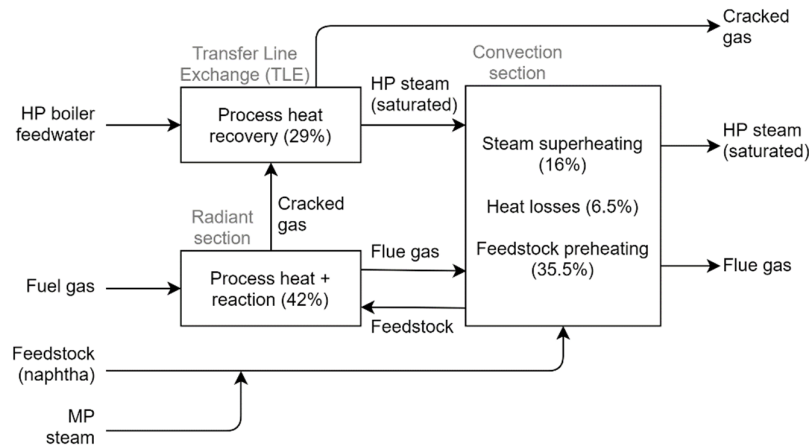 Cracked
gas
Transfer Line
Exchange (TLE)
Convection
section
HP boiler
feedwater
Process heat
recovery (29%)
HP steam
(saturated)
Steam superheating
(16%)
HP steam
(saturated)
Heat losses (6.5%)
Cracked
gas
Radiant
section
Feedstock preheating
(35.5%)
Fuel gas
Process heat +
reaction (42%)
Flue gas
Flue gas
Feedstock
Feedstock
(naphtha)
MP
steam